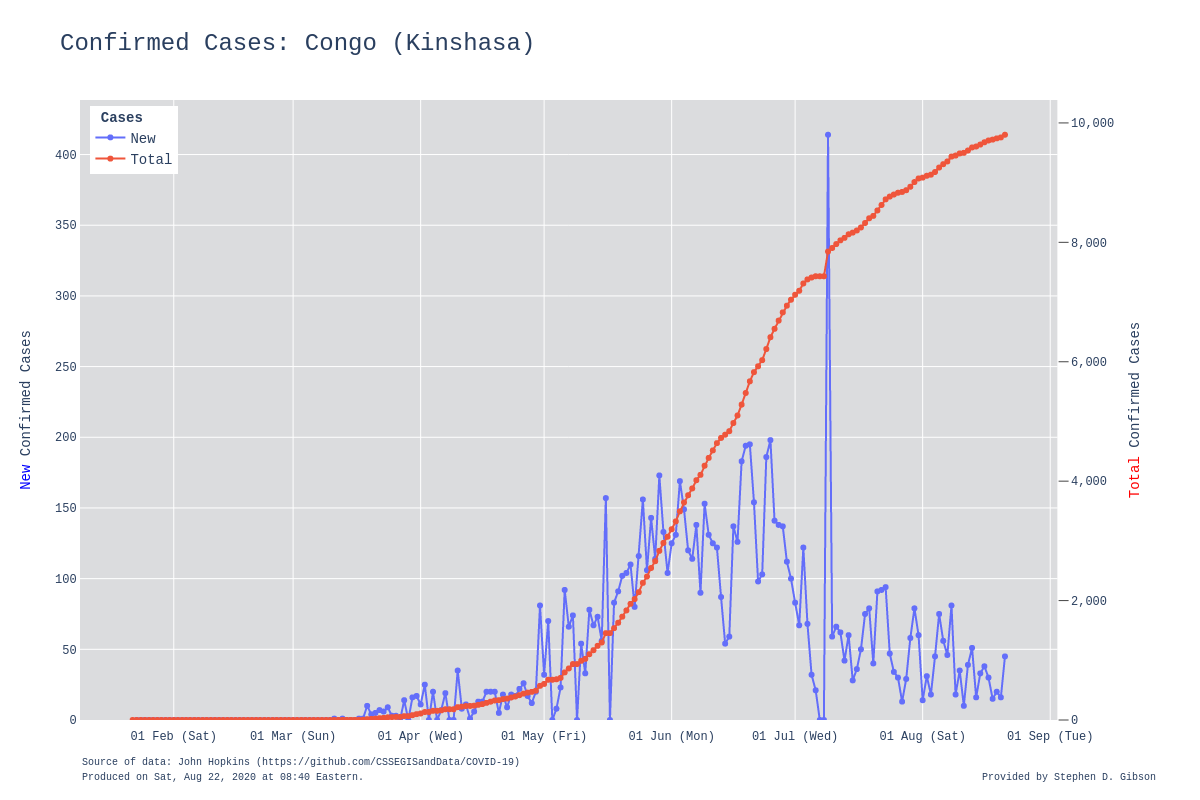 Confirmed Cases: Congo (Kinshasa)
Cases
New
Total
400
350
300
250
200
150
100
50
0
10,000
8,000
6,000
4,000
2,000
0
New Confirmed Cases
Total Confirmed Cases
01 Feb (Sat)
01 Mar (Sun)
01 Apr (Wed)
01 May (Fri)
01 Jun (Mon)
01 Jul (Wed)
01 Aug (Sat)
01 Sep (Tue)
Source of data: John Hopkins (https://github.com/CSSEGISandData/COVID-19)
Produced on Sat, Aug 22, 2020 at 08:40 Eastern.
Provided by Stephen D. Gibson